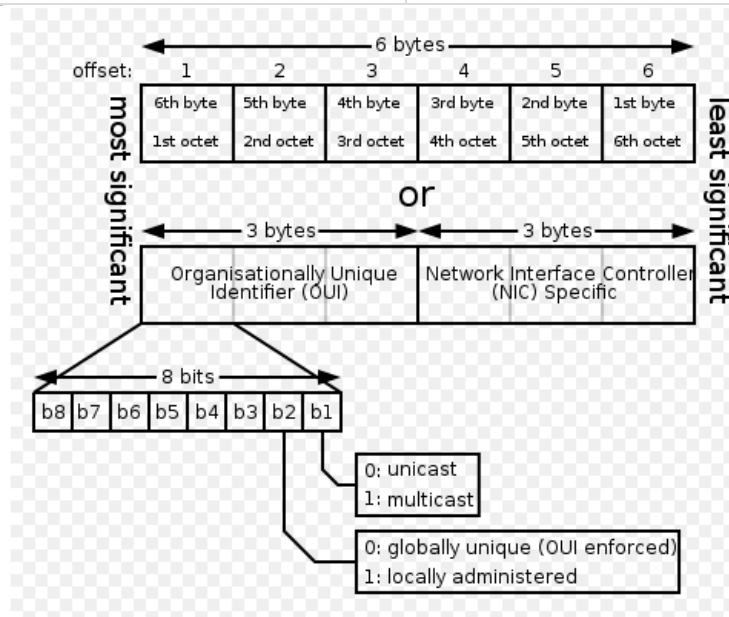 6 bytes
offset: 1 2 3 4 5 6
most significant
6th byte 5th byte 4th byte 3rd byte 2nd byte 1st byte
1st octet 2nd octet 3rd octet 4th octet 5th octet 6th octet
least significant
or
3 bytes 3 bytes
Organisationally Unique
Identifier (OUI)
Network Interface Controller
(NIC) Specific
8 bits
b8 b7 b6 b5 b4 b3 b2 b1
0: unicast
1: multicast
0: globally unique (OUI enforced)
1: locally administered